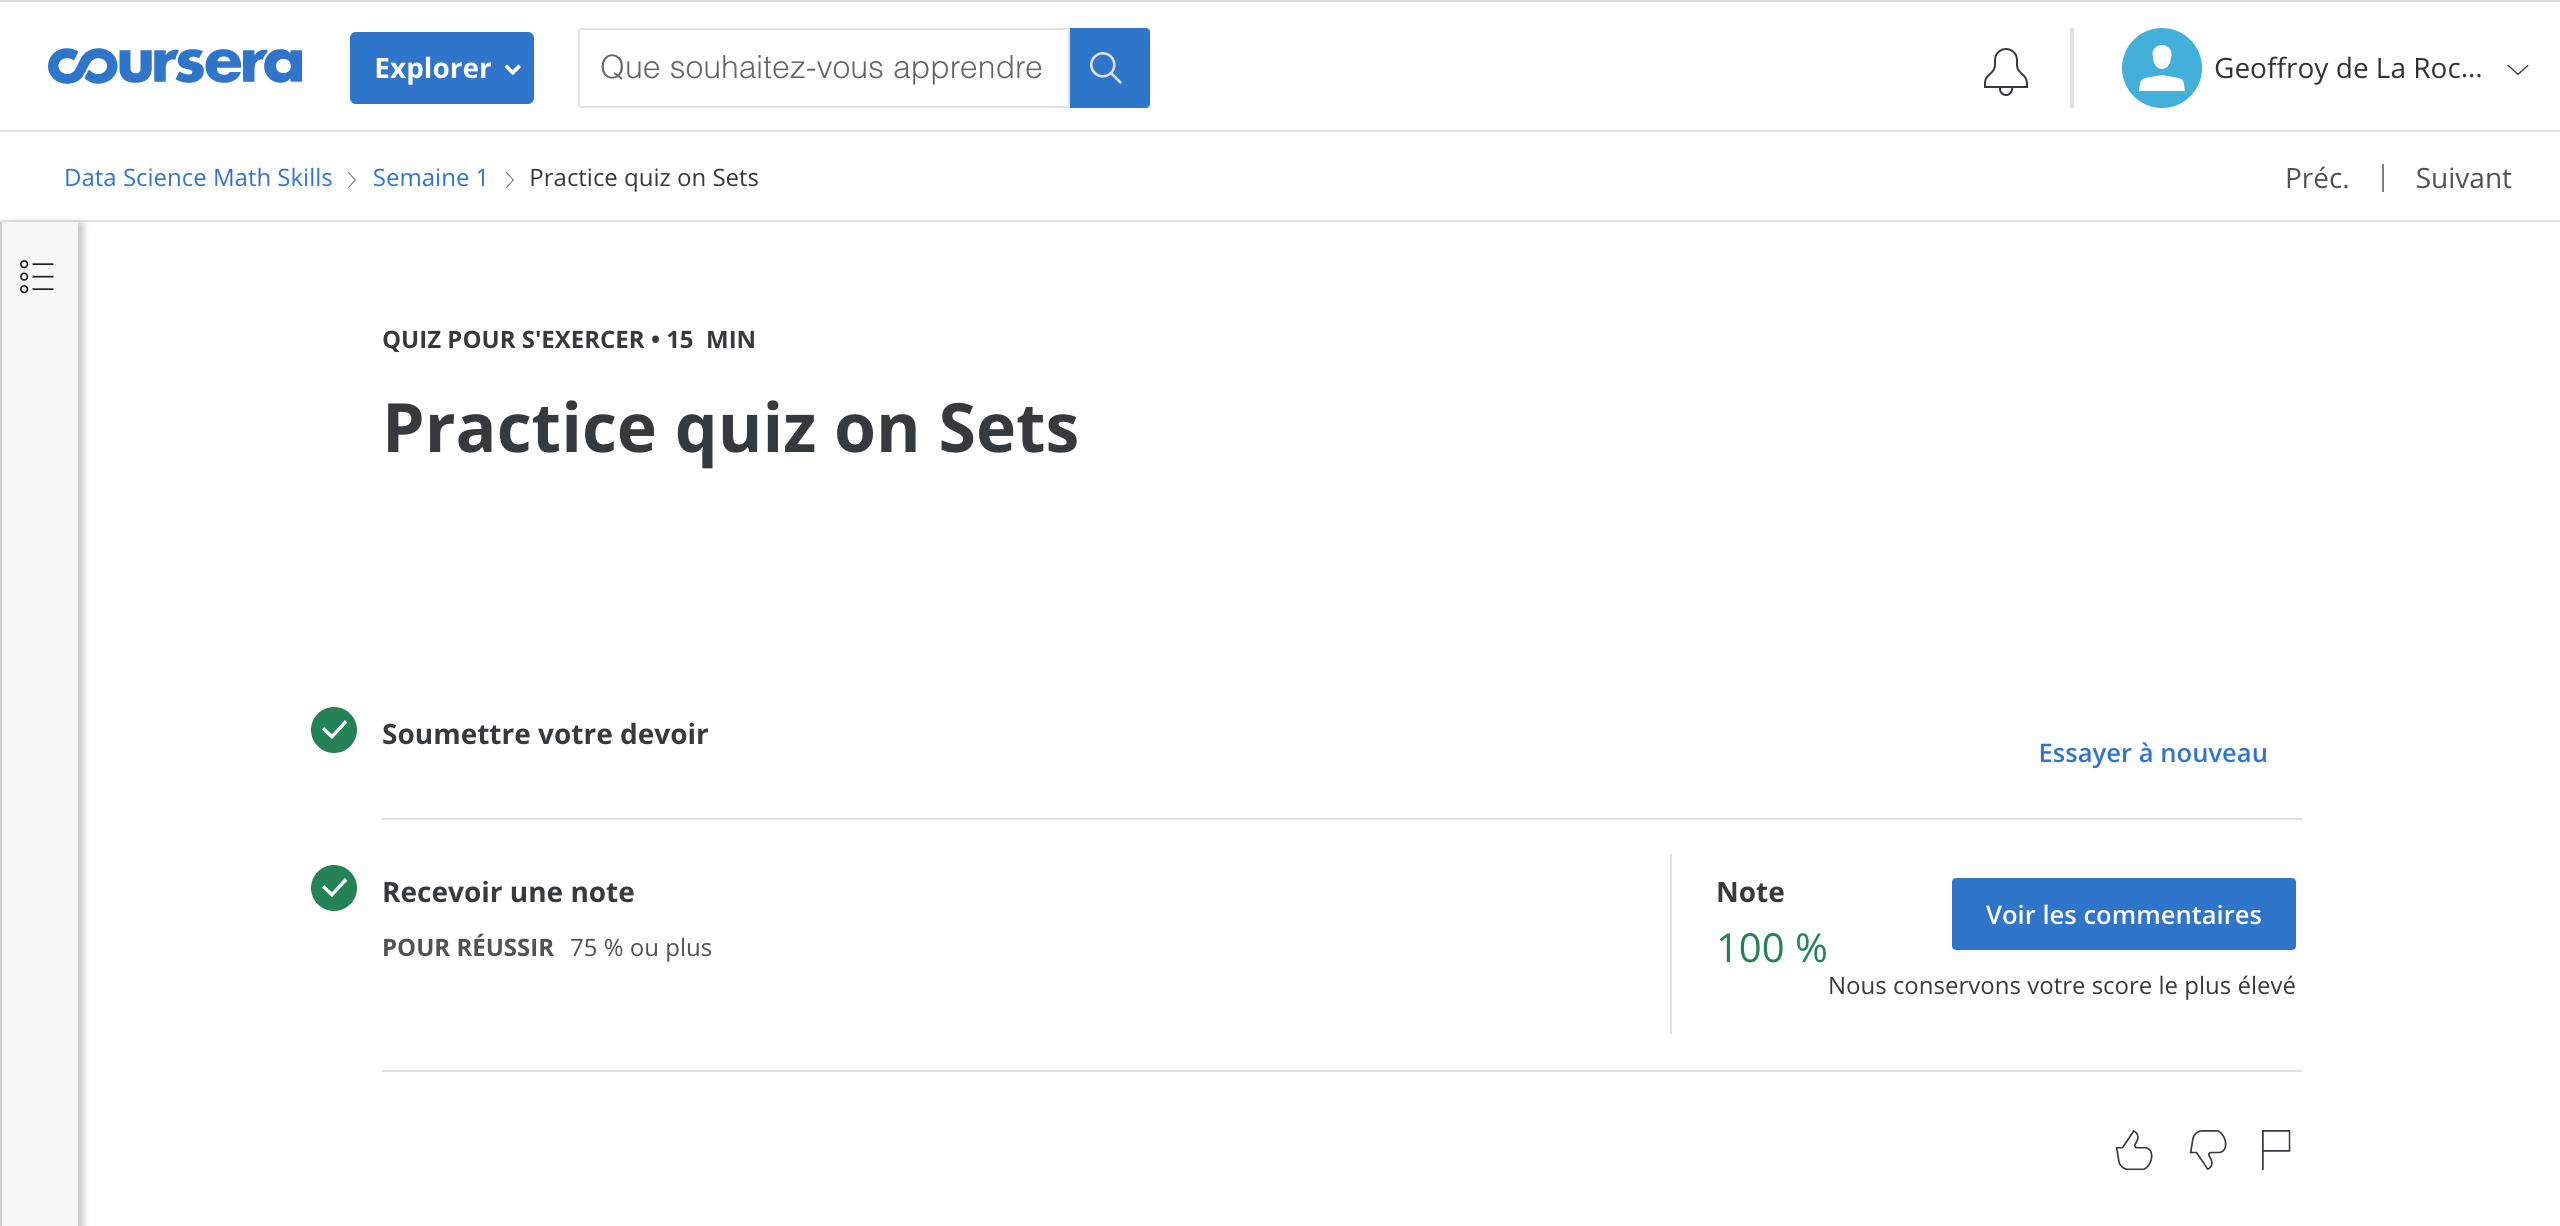 coursera
Explorer
Que souhaitez-vous apprendre
Geoffroy de La Roc...
Data Science Math Skills
Semaine 1
Practice quiz on Sets
Préc. | Suivant
QUIZ POUR S'EXERCER • 15 MIN
Practice quiz on Sets
Soumettre votre devoir
Essayer à nouveau
Recevoir une note
POUR RÉUSSIR 75 % ou plus
Note
100 %
Voir les commentaires
Nous conservons votre score le plus élevé